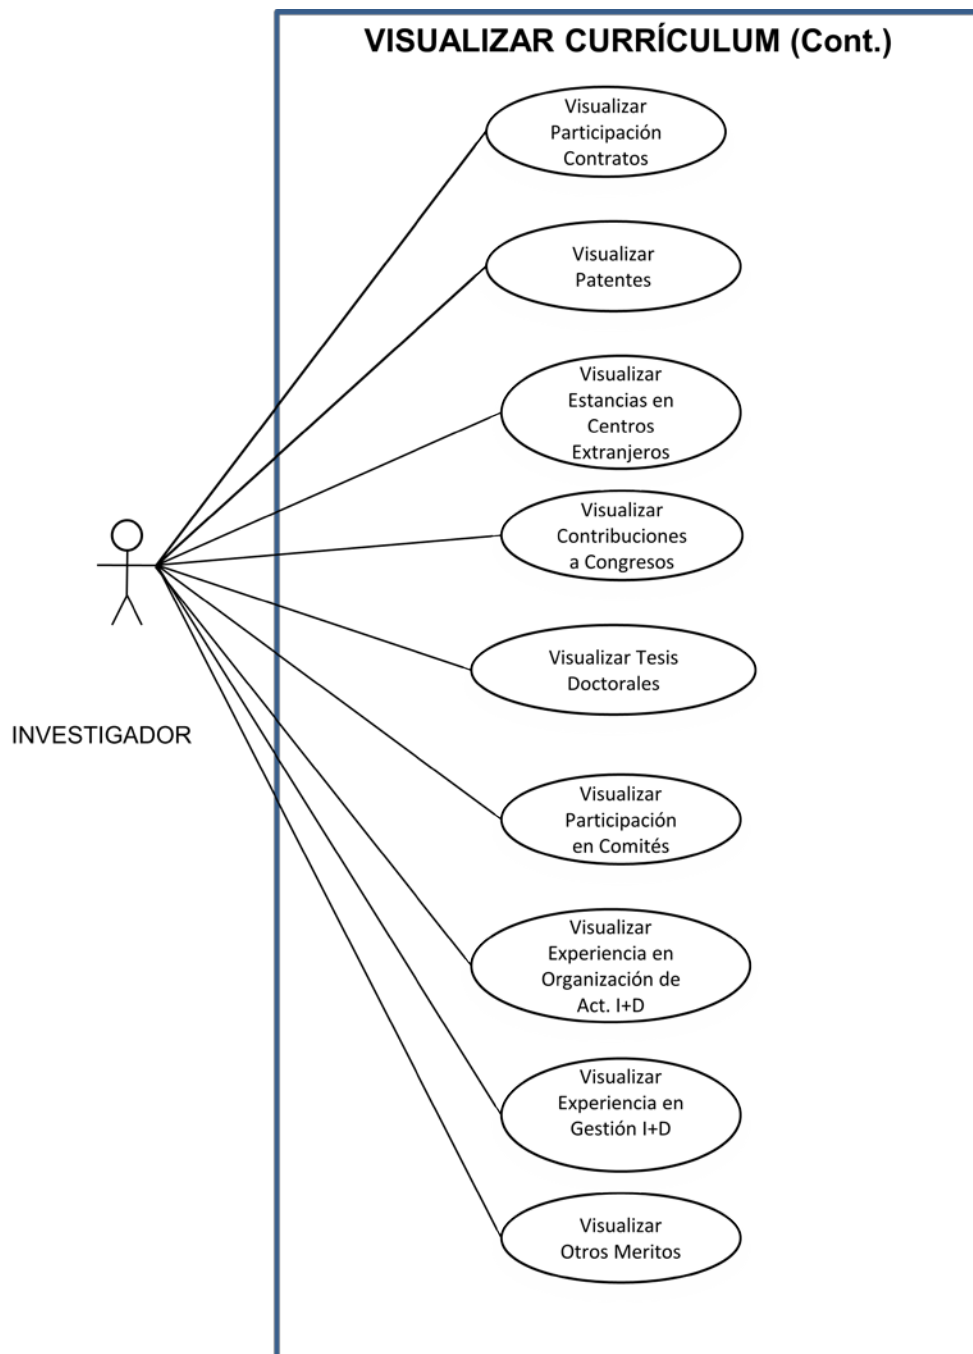 VISUALIZAR CURRÍCULUM (Cont.)
Visualizar
Participación
Contratos
Visualizar
Patentes
Visualizar
Estancias en
Centros
Extranjeros
Visualizar
Contribuciones
a Congresos
Visualizar Tesis
Doctorales
INVESTIGADOR
Visualizar
Participación
en Comités
Visualizar
Experiencia en
Organización de
Act. I+D
Visualizar
Experiencia en
Gestión I+D
Visualizar
Otros Meritos